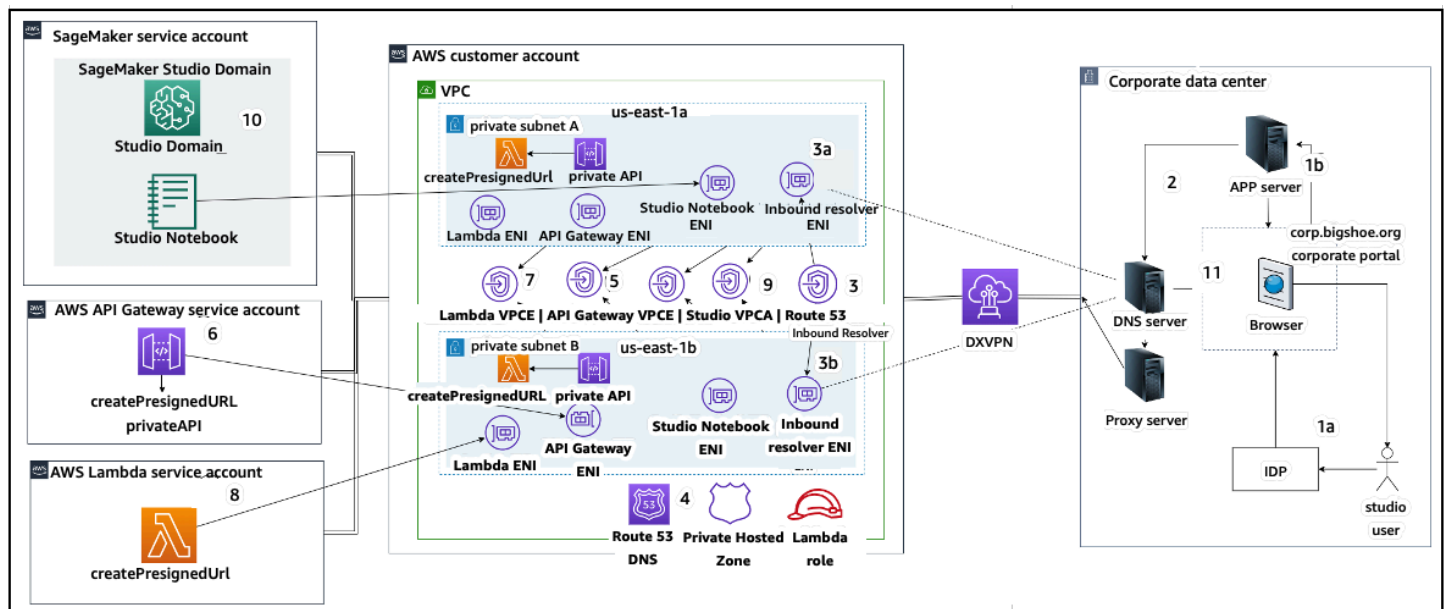 aws
SageMaker service account
SageMaker Studio Domain
10
Studio Domain
Studio Notebook
aws
AWS API Gateway service account
6
createPresignedURL
privateAPI
aws
AWS Lambda service account
8
createPresignedUrl
aws
AWS customer account
VPC
us-east-1a
private subnet A
3a
createPresignedUrl
private API
Studio Notebook
ENI
Inbound resolver
ENI
Lambda ENI
API Gateway ENI
7
5
9
3
Lambda VPCE | API Gateway VPCE | Studio VPCA | Route 53
Inbound Resolver
private subnet B
us-east-1b
3b
createPresignedURL
private API
Lambda ENI
API Gateway
ENI
Studio Notebook
ENI
Inbound
resolver ENI
53
4
Route 53
DNS
Private Hosted
Zone
Lambda
role
DXVPN
Corporate data center
2
APP server
1b
corp.bigshoe.org
corporate portal
11
DNS server
Browser
Proxy server
1a
IDP
studio
user